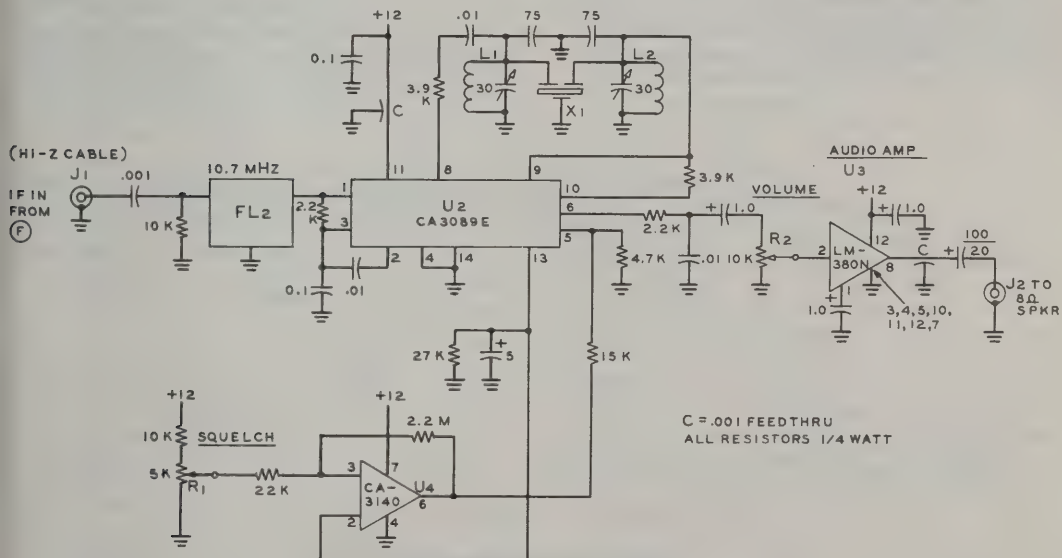 +12
.01
75
75
0.1
L1
L2
3.9
K
30
X1
30
C
(HI-Z CABLE)
J1
.001
10.7 MHz
11
8
9
3.9 K
AUDIO AMP
U3
+12
IF IN
FROM
F
10 K
FL2
2.2
K
1
3
U2
CA3089E
10
6
5
2
4
14
13
2.2 K
4.7 K
+
1.0
.01
10K
VOLUME
R2
+
1.0
2
12
LM-
380N
8
1
C
100
+
20
J2 TO
8Ω
SPKR
0.1
.01
+
1.0
3,4,5,10,
11,12,7
27 K
+
5
15 K
+12
10 K
SQUELCH
+12
2.2 M
C = .001 FEEDTHRU
ALL RESISTORS 1/4 WATT
5K
R1
22 K
3
7
CA-
3140
U4
6
2
4